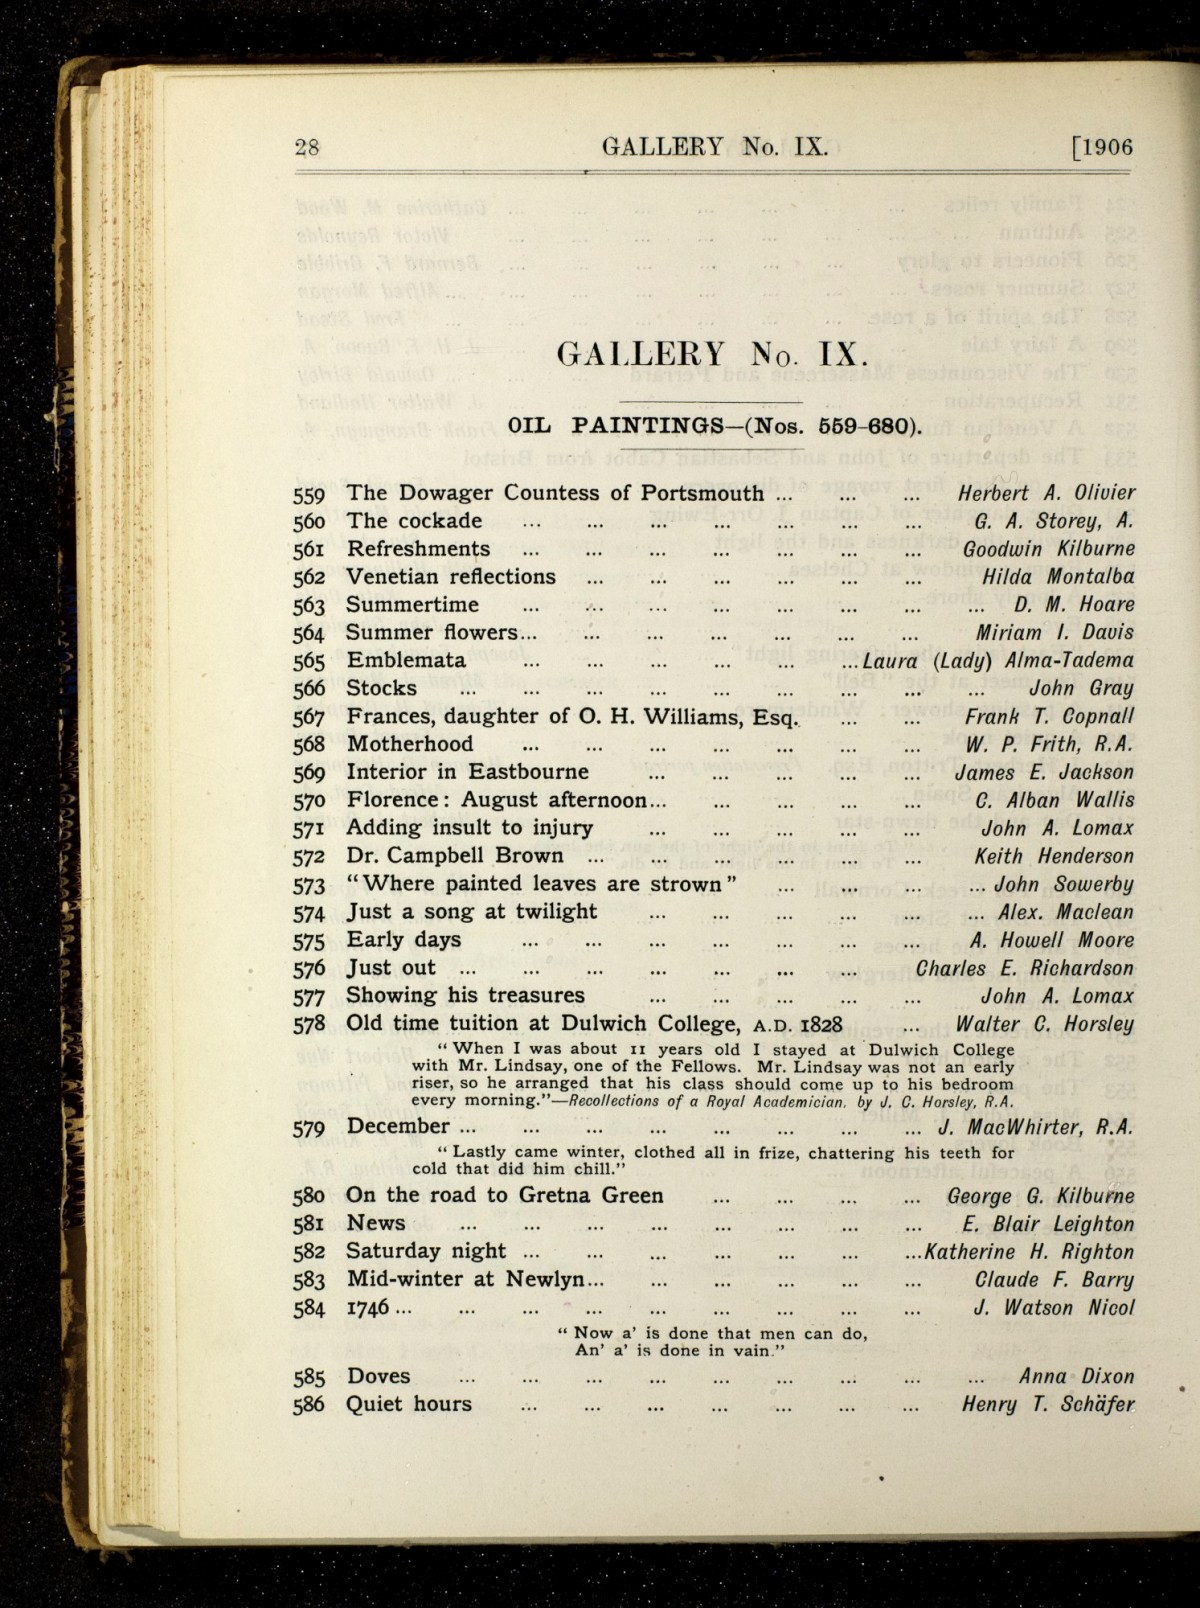 28 GALLERY No. IX. [1906
GALLERY No. IX.
OIL PAINTINGS—(Nos. 559-680).
559 The Dowager Countess of Portsmouth ... ... ... Herbert A. Olivier
560 The cockade ... ... ... ... ... ... ... G. A. Storey, A.
561 Refreshments ... ... ... ... ... ... ... Goodwin Kilburne
562 Venetian reflections ... ... ... ... ... ... Hilda Montalba
563 Summertime ... ... ... ... ... ... ... ... D. M. Hoare
564 Summer flowers... ... ... ... ... ... ... Miriam I. Davis
565 Emblemata ... ... ... ... ... ...Laura (Lady) Alma-Tadema
566 Stocks ... ... ... ... ... ... ... ... ... John Gray
567 Frances, daughter of O. H. Williams, Esq. ... ... Frank T. Copnall
568 Motherhood ... ... ... ... ... ... ... W. P. Frith, R.A.
569 Interior in Eastbourne ... ... ... ... ... James E. Jackson
570 Florence: August afternoon... ... ... ... ... C. Alban Wallis
571 Adding insult to injury ... ... ... ... ... John A. Lomax
572 Dr. Campbell Brown ... ... ... ... ... ... Keith Henderson
573 "Where painted leaves are strown" ... ... ... ... John Sowerby
574 Just a song at twilight ... ... ... ... ... ... Alex. Maclean
575 Early days ... ... ... ... ... ... ... A. Howell Moore
576 Just out ... ... ... ... ... ... ... Charles E. Richardson
577 Showing his treasures ... ... ... ... ... John A. Lomax
578 Old time tuition at Dulwich College, A.D. 1828 ... Walter C. Horsley
"When I was about 11 years old I stayed at Dulwich College
with Mr. Lindsay, one of the Fellows. Mr. Lindsay was not an early
riser, so he arranged that his class should come up to his bedroom
every morning."—Recollections of a Royal Academician, by J. C. Horsley, R.A.
579 December ... ... ... ... ... ... ... ... J. MacWhirter, R.A.
"Lastly came winter, clothed all in frize, chattering his teeth for
cold that did him chill."
580 On the road to Gretna Green ... ... ... ... George G. Kilburne
581 News ... ... ... ... ... ... ... ... E. Blair Leighton
582 Saturday night ... ... ... ... ... ... ...Katherine H. Righton
583 Mid-winter at Newlyn... ... ... ... ... ... Claude F. Barry
584 1746 ... ... ... ... ... ... ... ... ... J. Watson Nicol
"Now a' is done that men can do,
An' a' is done in vain."
585 Doves ... ... ... ... ... ... ... ... ... Anna Dixon
586 Quiet hours ... ... ... ... ... ... ... Henry T. Schäfer